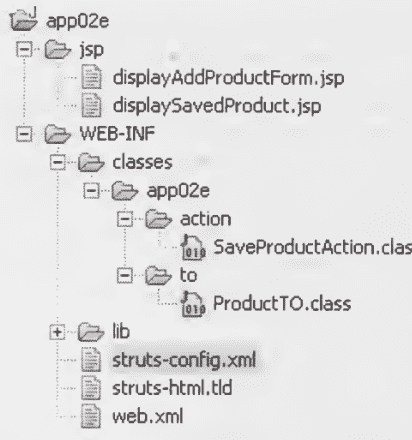 app02e
jsp
displayAddProductForm.jsp
displaySavedProduct.jsp
WEB-INF
classes
app02e
action
SaveProductAction.clas
to
ProductTO.class
lib
struts-config.xml
struts-html.tld
web.xml